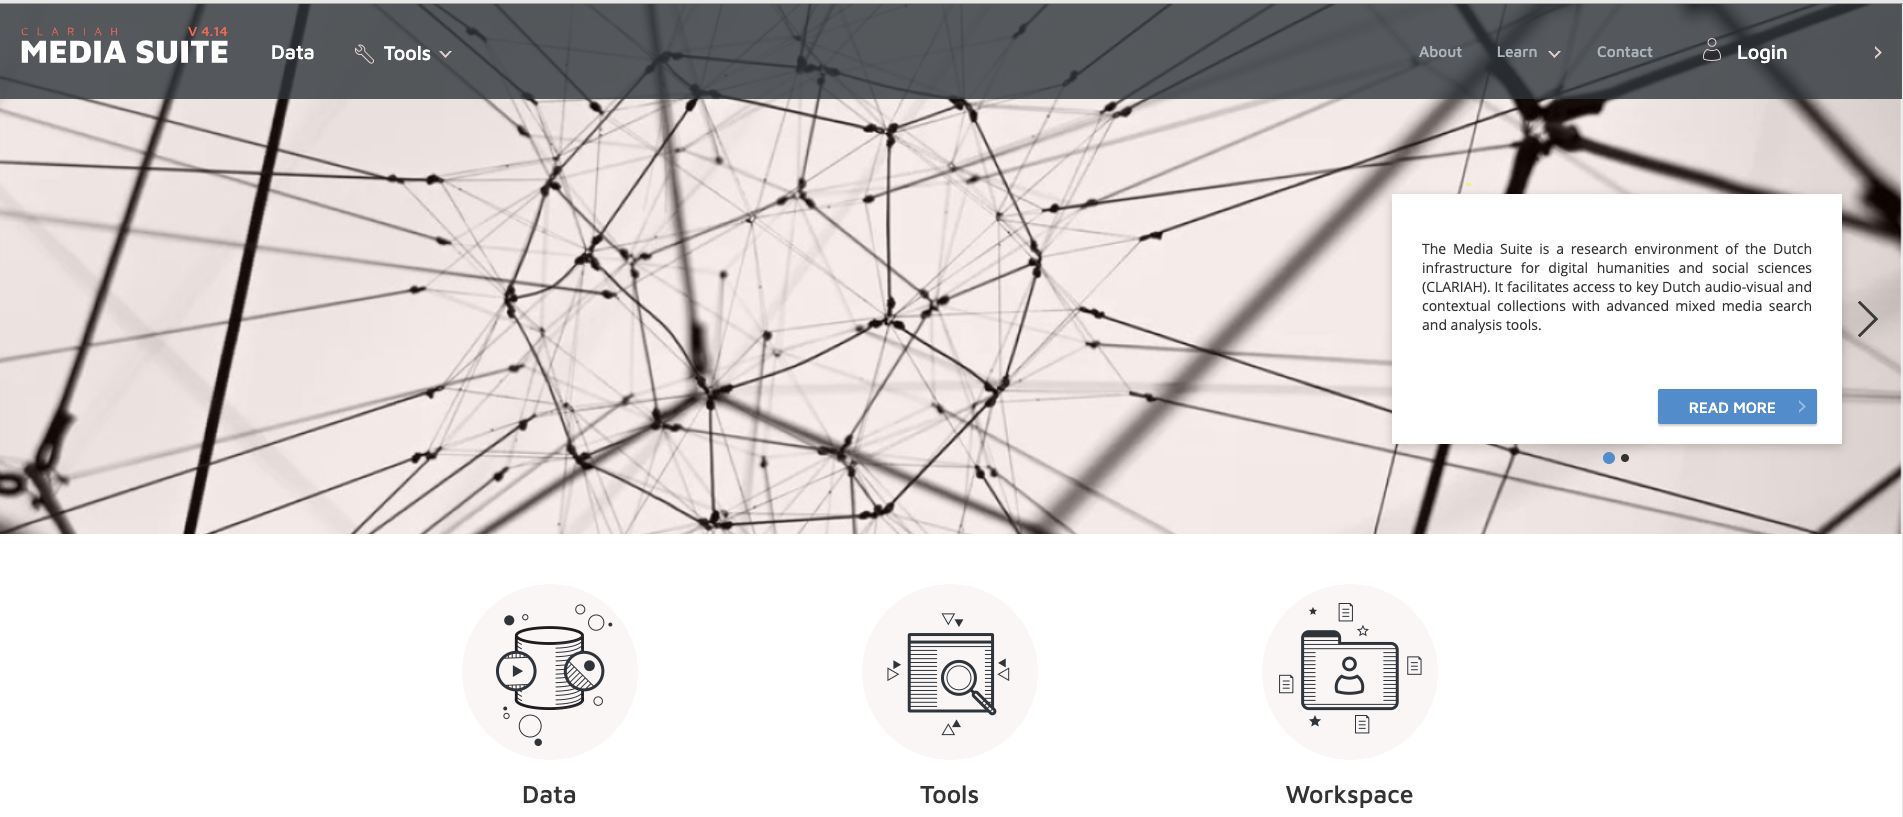 CLARIAH V 4.14
MEDIA SUITE
Data
Tools
About
Learn
Contact
Login
The Media Suite is a research environment of the Dutch
infrastructure for digital humanities and social sciences
(CLARIAH). It facilitates access to key Dutch audio-visual and
contextual collections with advanced mixed media search
and analysis tools.
READ MORE
Data
Tools
Workspace